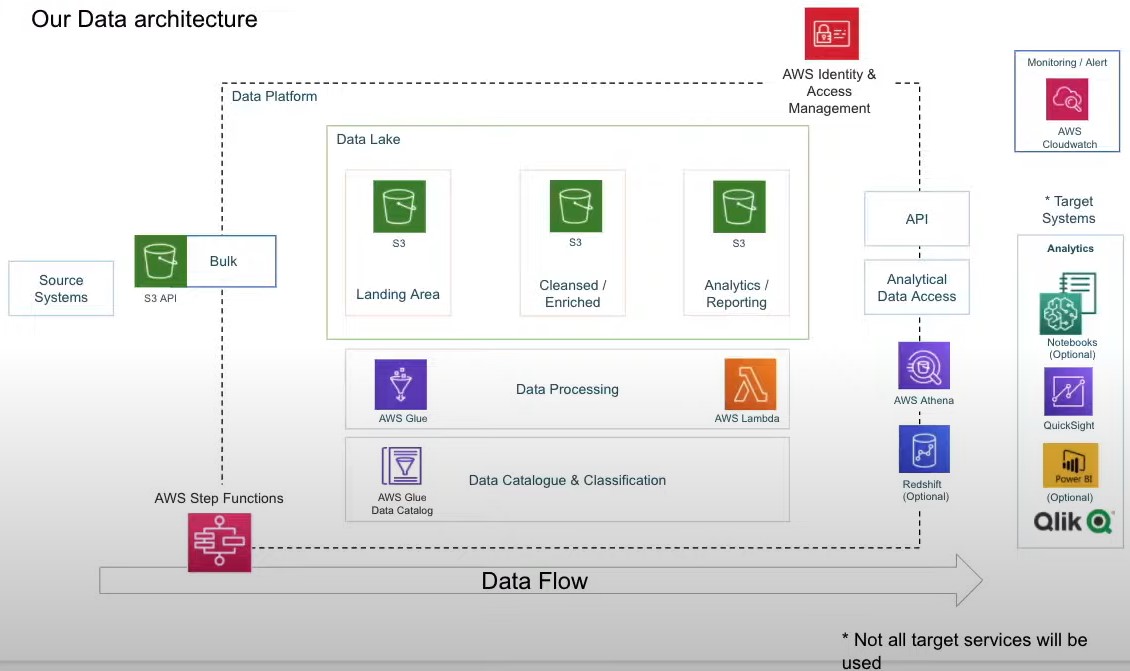 Our Data architecture
AWS Identity &
Access
Management
Monitoring / Alert
AWS
Cloudwatch
Data Platform
Data Lake
S3
Landing Area
S3
Cleansed /
Enriched
S3
Analytics /
Reporting
Source
Systems
Bulk
S3 API
API
Analytical
Data Access
AWS Athena
Redshift
(Optional)
* Target
Systems
Analytics
Notebooks
(Optional)
QuickSight
Power BI
(Optional)
Qlik
Data Processing
AWS Glue
AWS Lambda
Data Catalogue & Classification
AWS Glue
Data Catalog
AWS Step Functions
Data Flow
* Not all target services will be
used